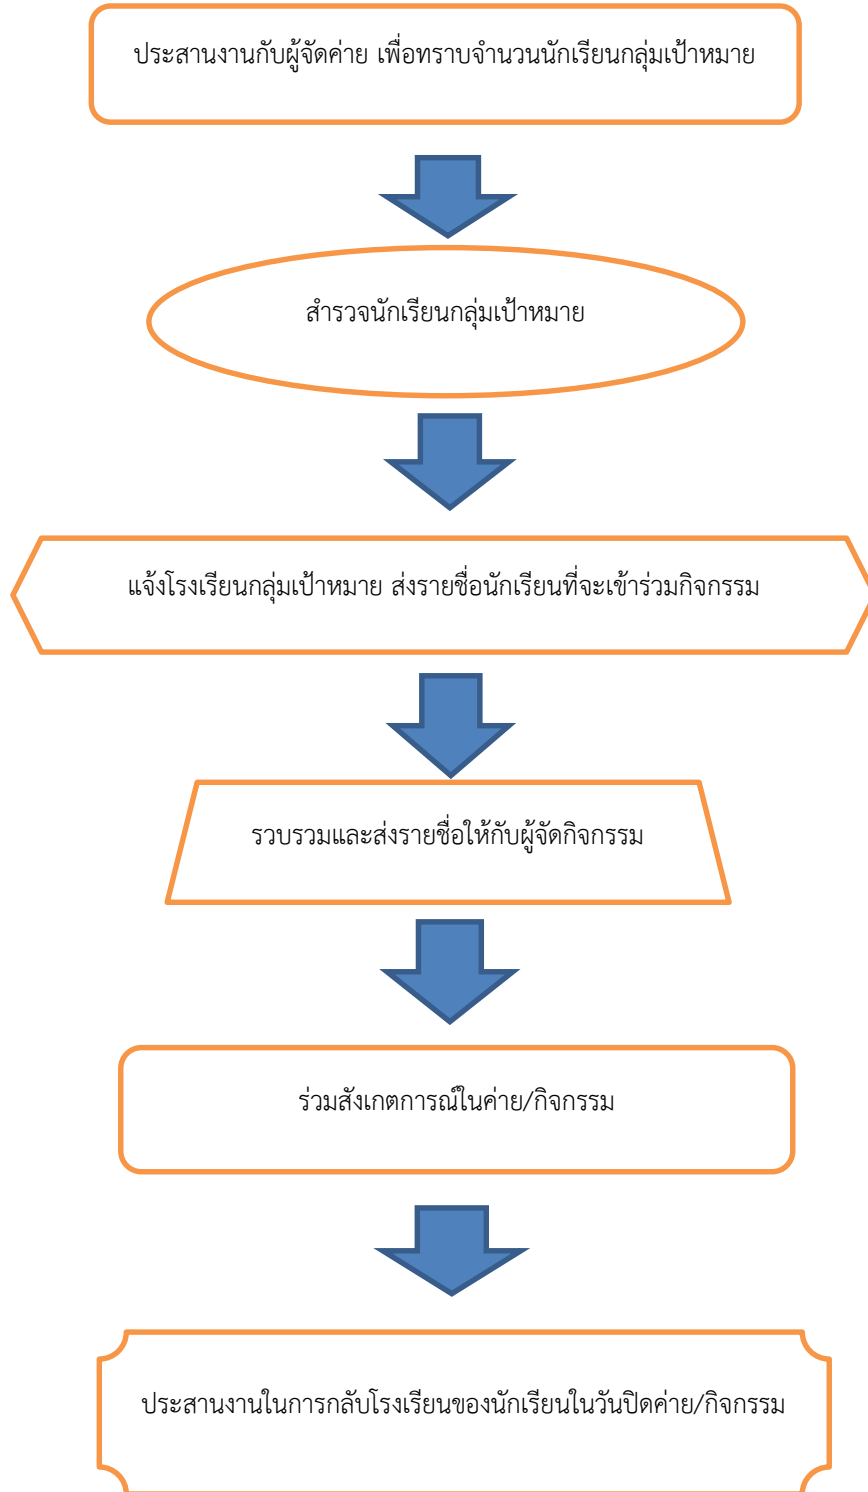 ประสานงานกับผู้จัดค่าย เพื่อทราบจำนวนนักเรียนกลุ่มเป้าหมาย
สำรวจนักเรียนกลุ่มเป้าหมาย
แจ้งโรงเรียนกลุ่มเป้าหมาย ส่งรายชื่อนักเรียนที่จะเข้าร่วมกิจกรรม
รวบรวมและส่งรายชื่อให้กับผู้จัดกิจกรรม
ร่วมสังเกตการณ์ในค่าย/กิจกรรม
ประสานงานในการกลับโรงเรียนของนักเรียนในวันปิดค่าย/กิจกรรม